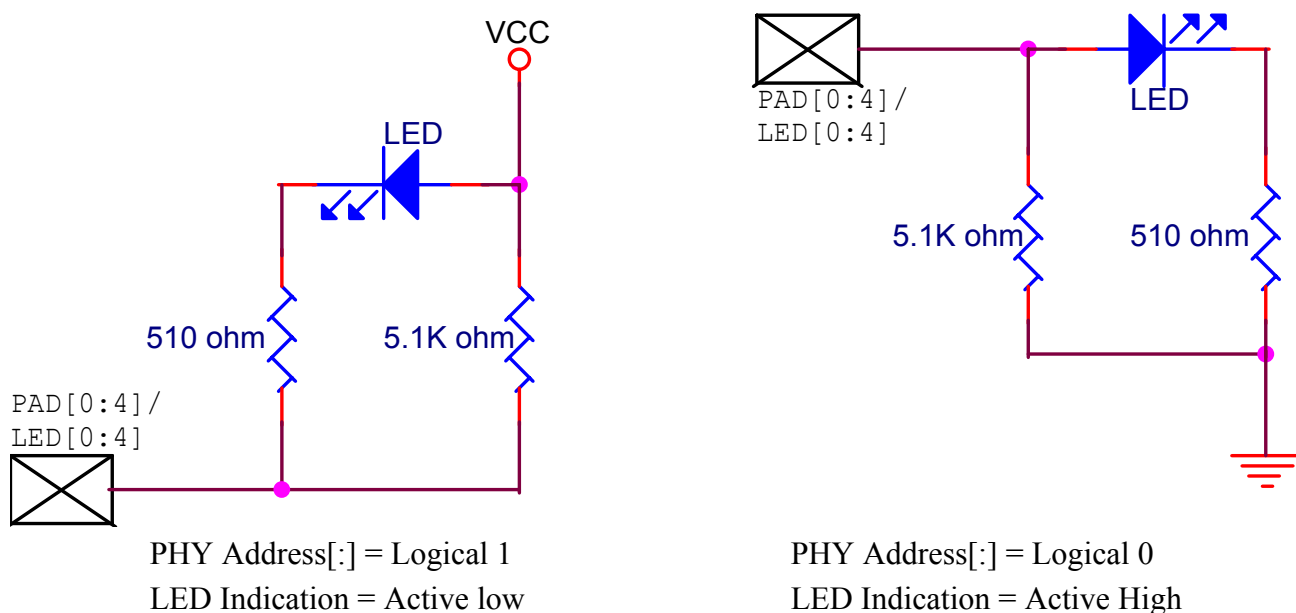 VCC
LED
510 ohm
5.1K ohm
PAD[0:4]/
LED[0:4]
PHY Address[:] = Logical 1
LED Indication = Active low
PAD[0:4]/
LED[0:4]
LED
5.1K ohm
510 ohm
PHY Address[:] = Logical 0
LED Indication = Active High